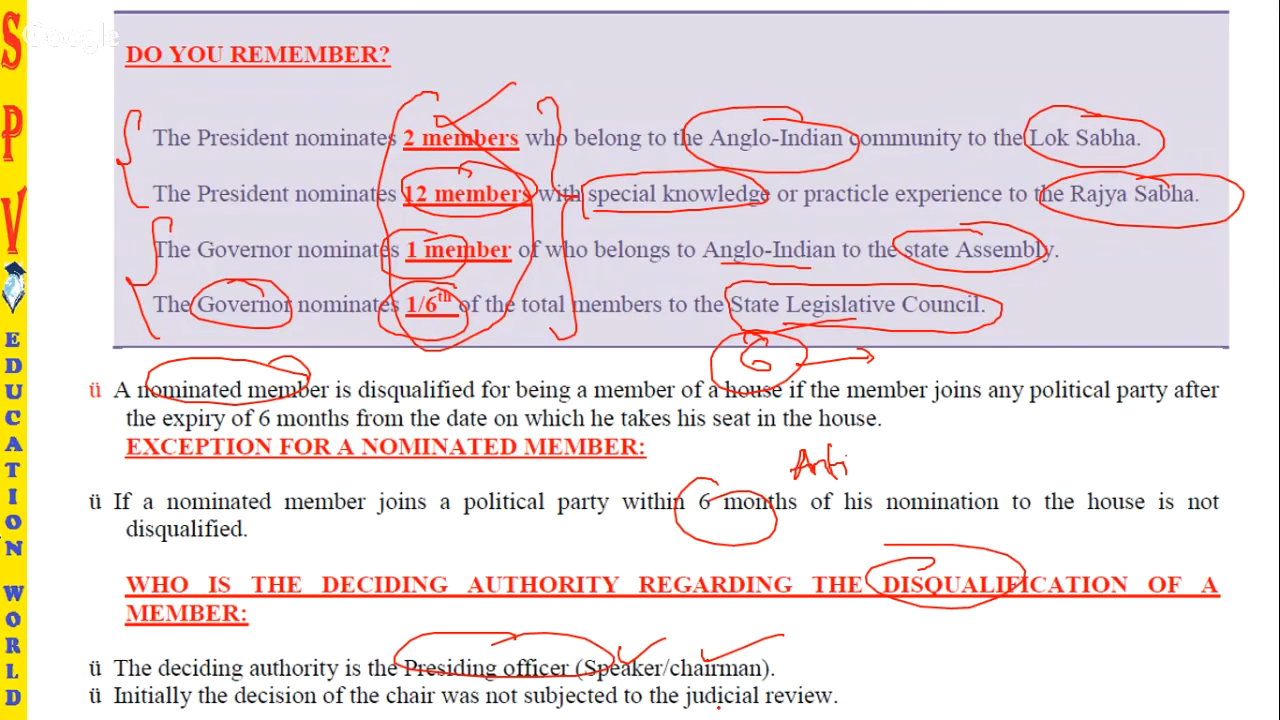 Google
SPV
EDUCATION WORLD
DO YOU REMEMBER?
The President nominates 2 members who belong to the Anglo-Indian community to the Lok Sabha.
The President nominates 12 members with special knowledge or practicle experience to the Rajya Sabha.
The Governor nominates 1 member of who belongs to Anglo-Indian to the state Assembly.
The Governor nominates 1/6th of the total members to the State Legislative Council.
6
ü A nominated member is disqualified for being a member of a house if the member joins any political party after
the expiry of 6 months from the date on which he takes his seat in the house.
EXCEPTION FOR A NOMINATED MEMBER:
Anti
ü If a nominated member joins a political party within 6 months of his nomination to the house is not
disqualified.
WHO IS THE DECIDING AUTHORITY REGARDING THE DISQUALIFICATION OF A
MEMBER:
ü The deciding authority is the Presiding officer (Speaker/chairman).
ü Initially the decision of the chair was not subjected to the judicial review.